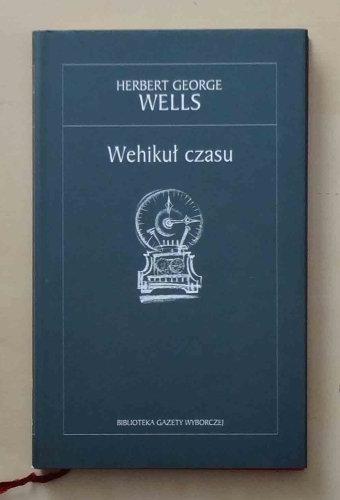 HERBERT GEORGE
WELLS
Wehikuł czasu
BIBLIOTEKA GAZETY WYBORCZEJ